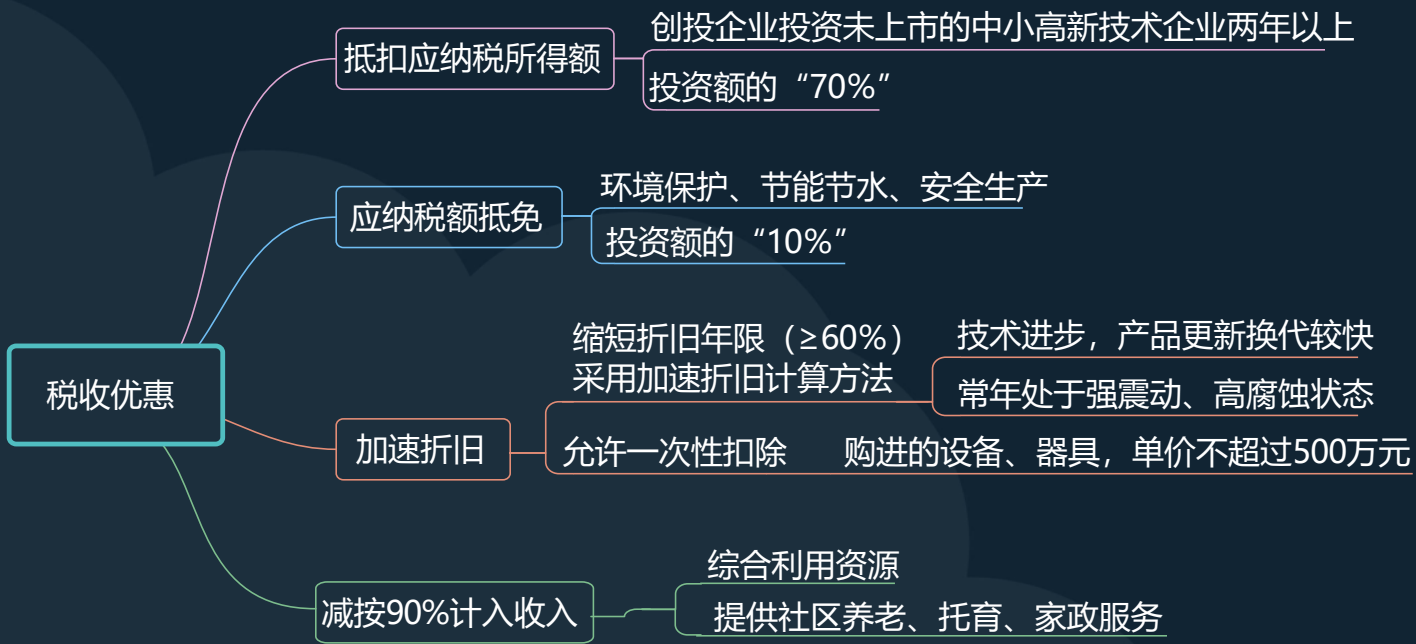 税收优惠
抵扣应纳税所得额
创投企业投资未上市的中小高新技术企业两年以上
投资额的“70%”
应纳税额抵免
环境保护、节能节水、安全生产
投资额的“10%”
加速折旧
缩短折旧年限（≥60%）
采用加速折旧计算方法
技术进步，产品更新换代较快
常年处于强震动、高腐蚀状态
允许一次性扣除 购进的设备、器具，单价不超过500万元
减按90%计入收入
综合利用资源
提供社区养老、托育、家政服务